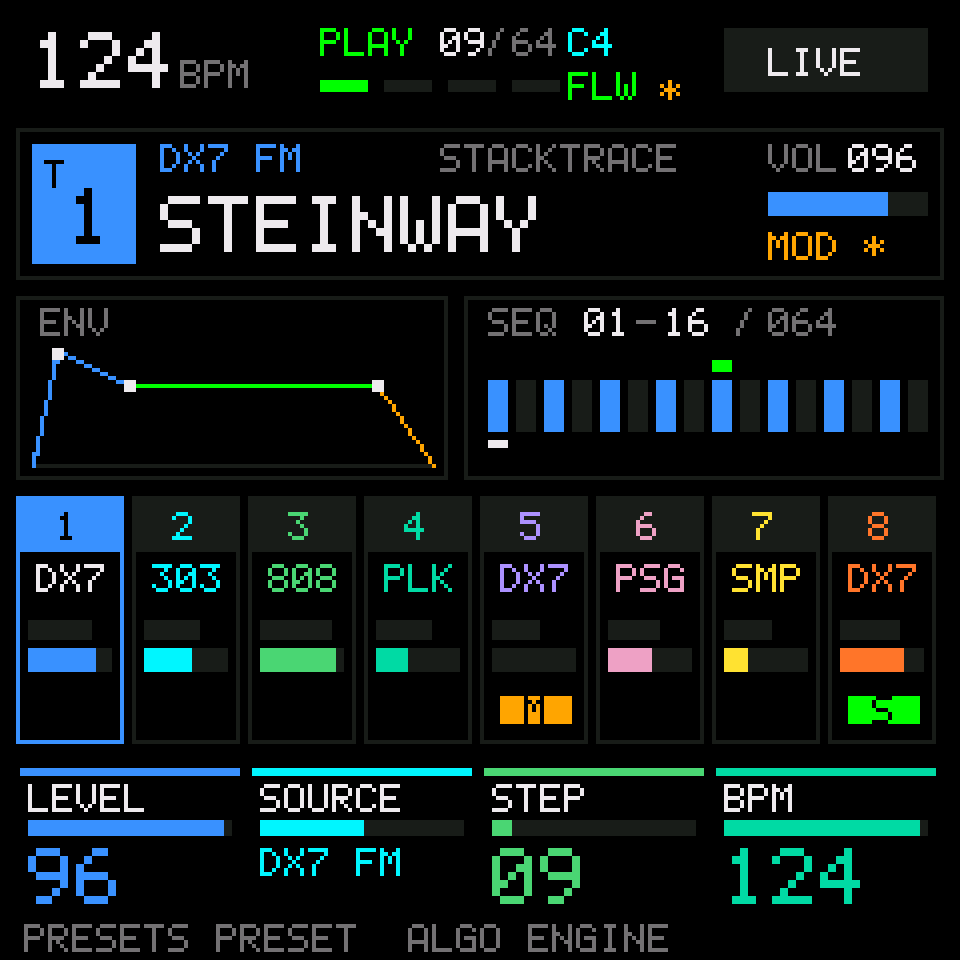 124 BPM PLAY 09/64 C4 LIVE
FLW *
T 1 DX7 FM STACKTRACE VOL 096
STEINWAY
MOD *
ENV SEQ 01-16 / 064
1 2 3 4 5 6 7 8
DX7 303 808 PLK DX7 PSG SMP DX7
M S
LEVEL SOURCE STEP BPM
96 DX7 FM 09 124
PRESETS PRESET ALGO ENGINE